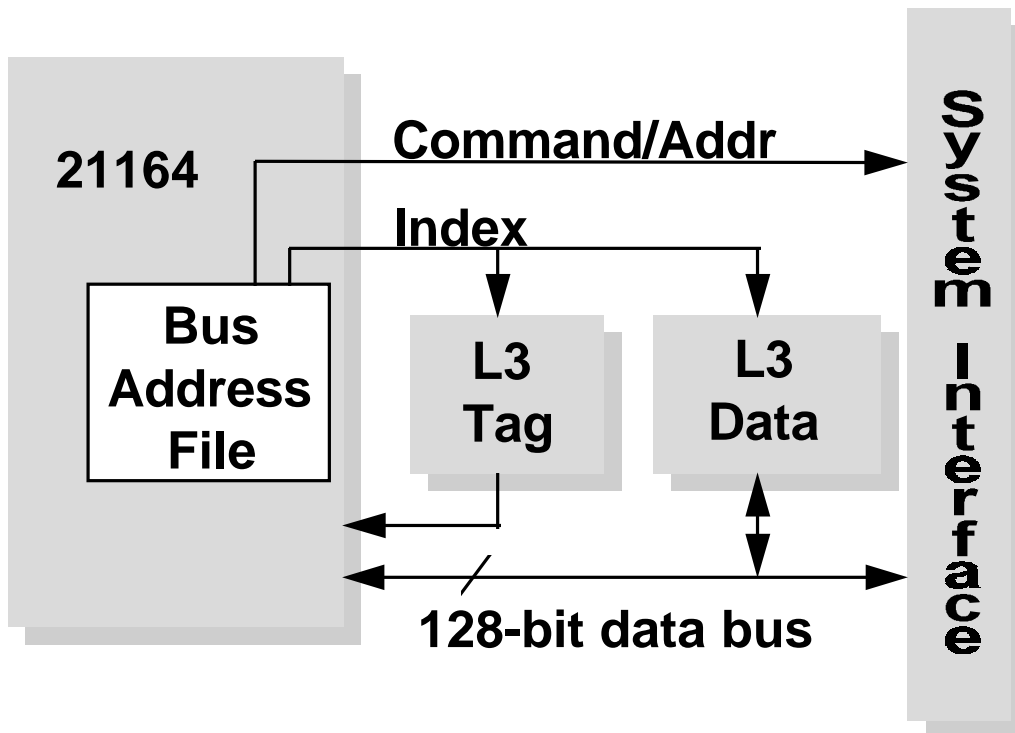 21164
Command/Addr
Index
Bus
Address
File
L3
Tag
L3
Data
128-bit data bus
System Interface